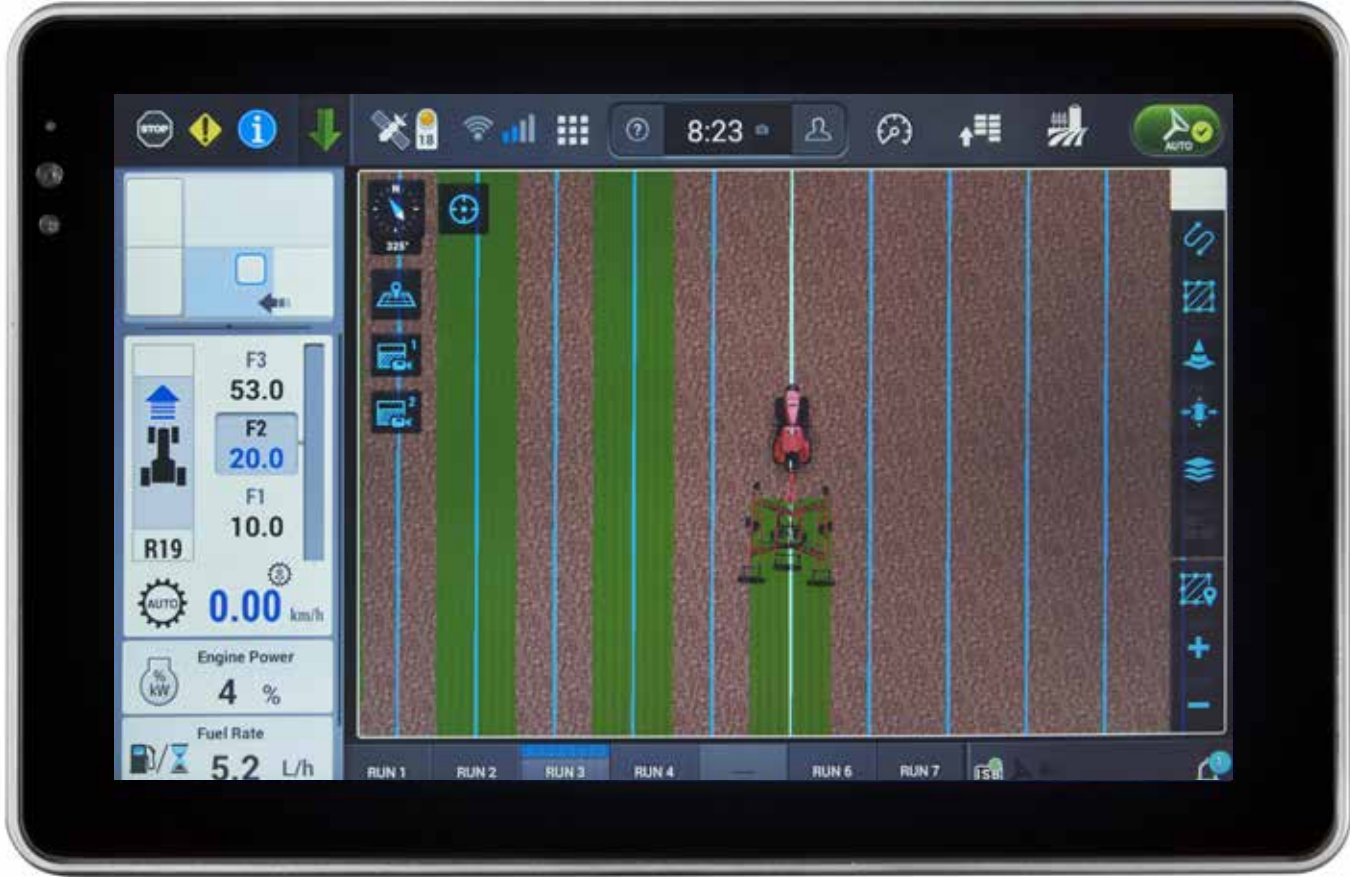 STOP
i
18
?
8:23
AUTO
N
325°
1
2
F3
53.0
F2
20.0
F1
10.0
R19
AUTO
0.00 km/h
Engine Power
%
kW
4 %
Fuel Rate
5.2 L/h
RUN 1
RUN 2
RUN 3
RUN 4
RUN 6
RUN 7
ISB